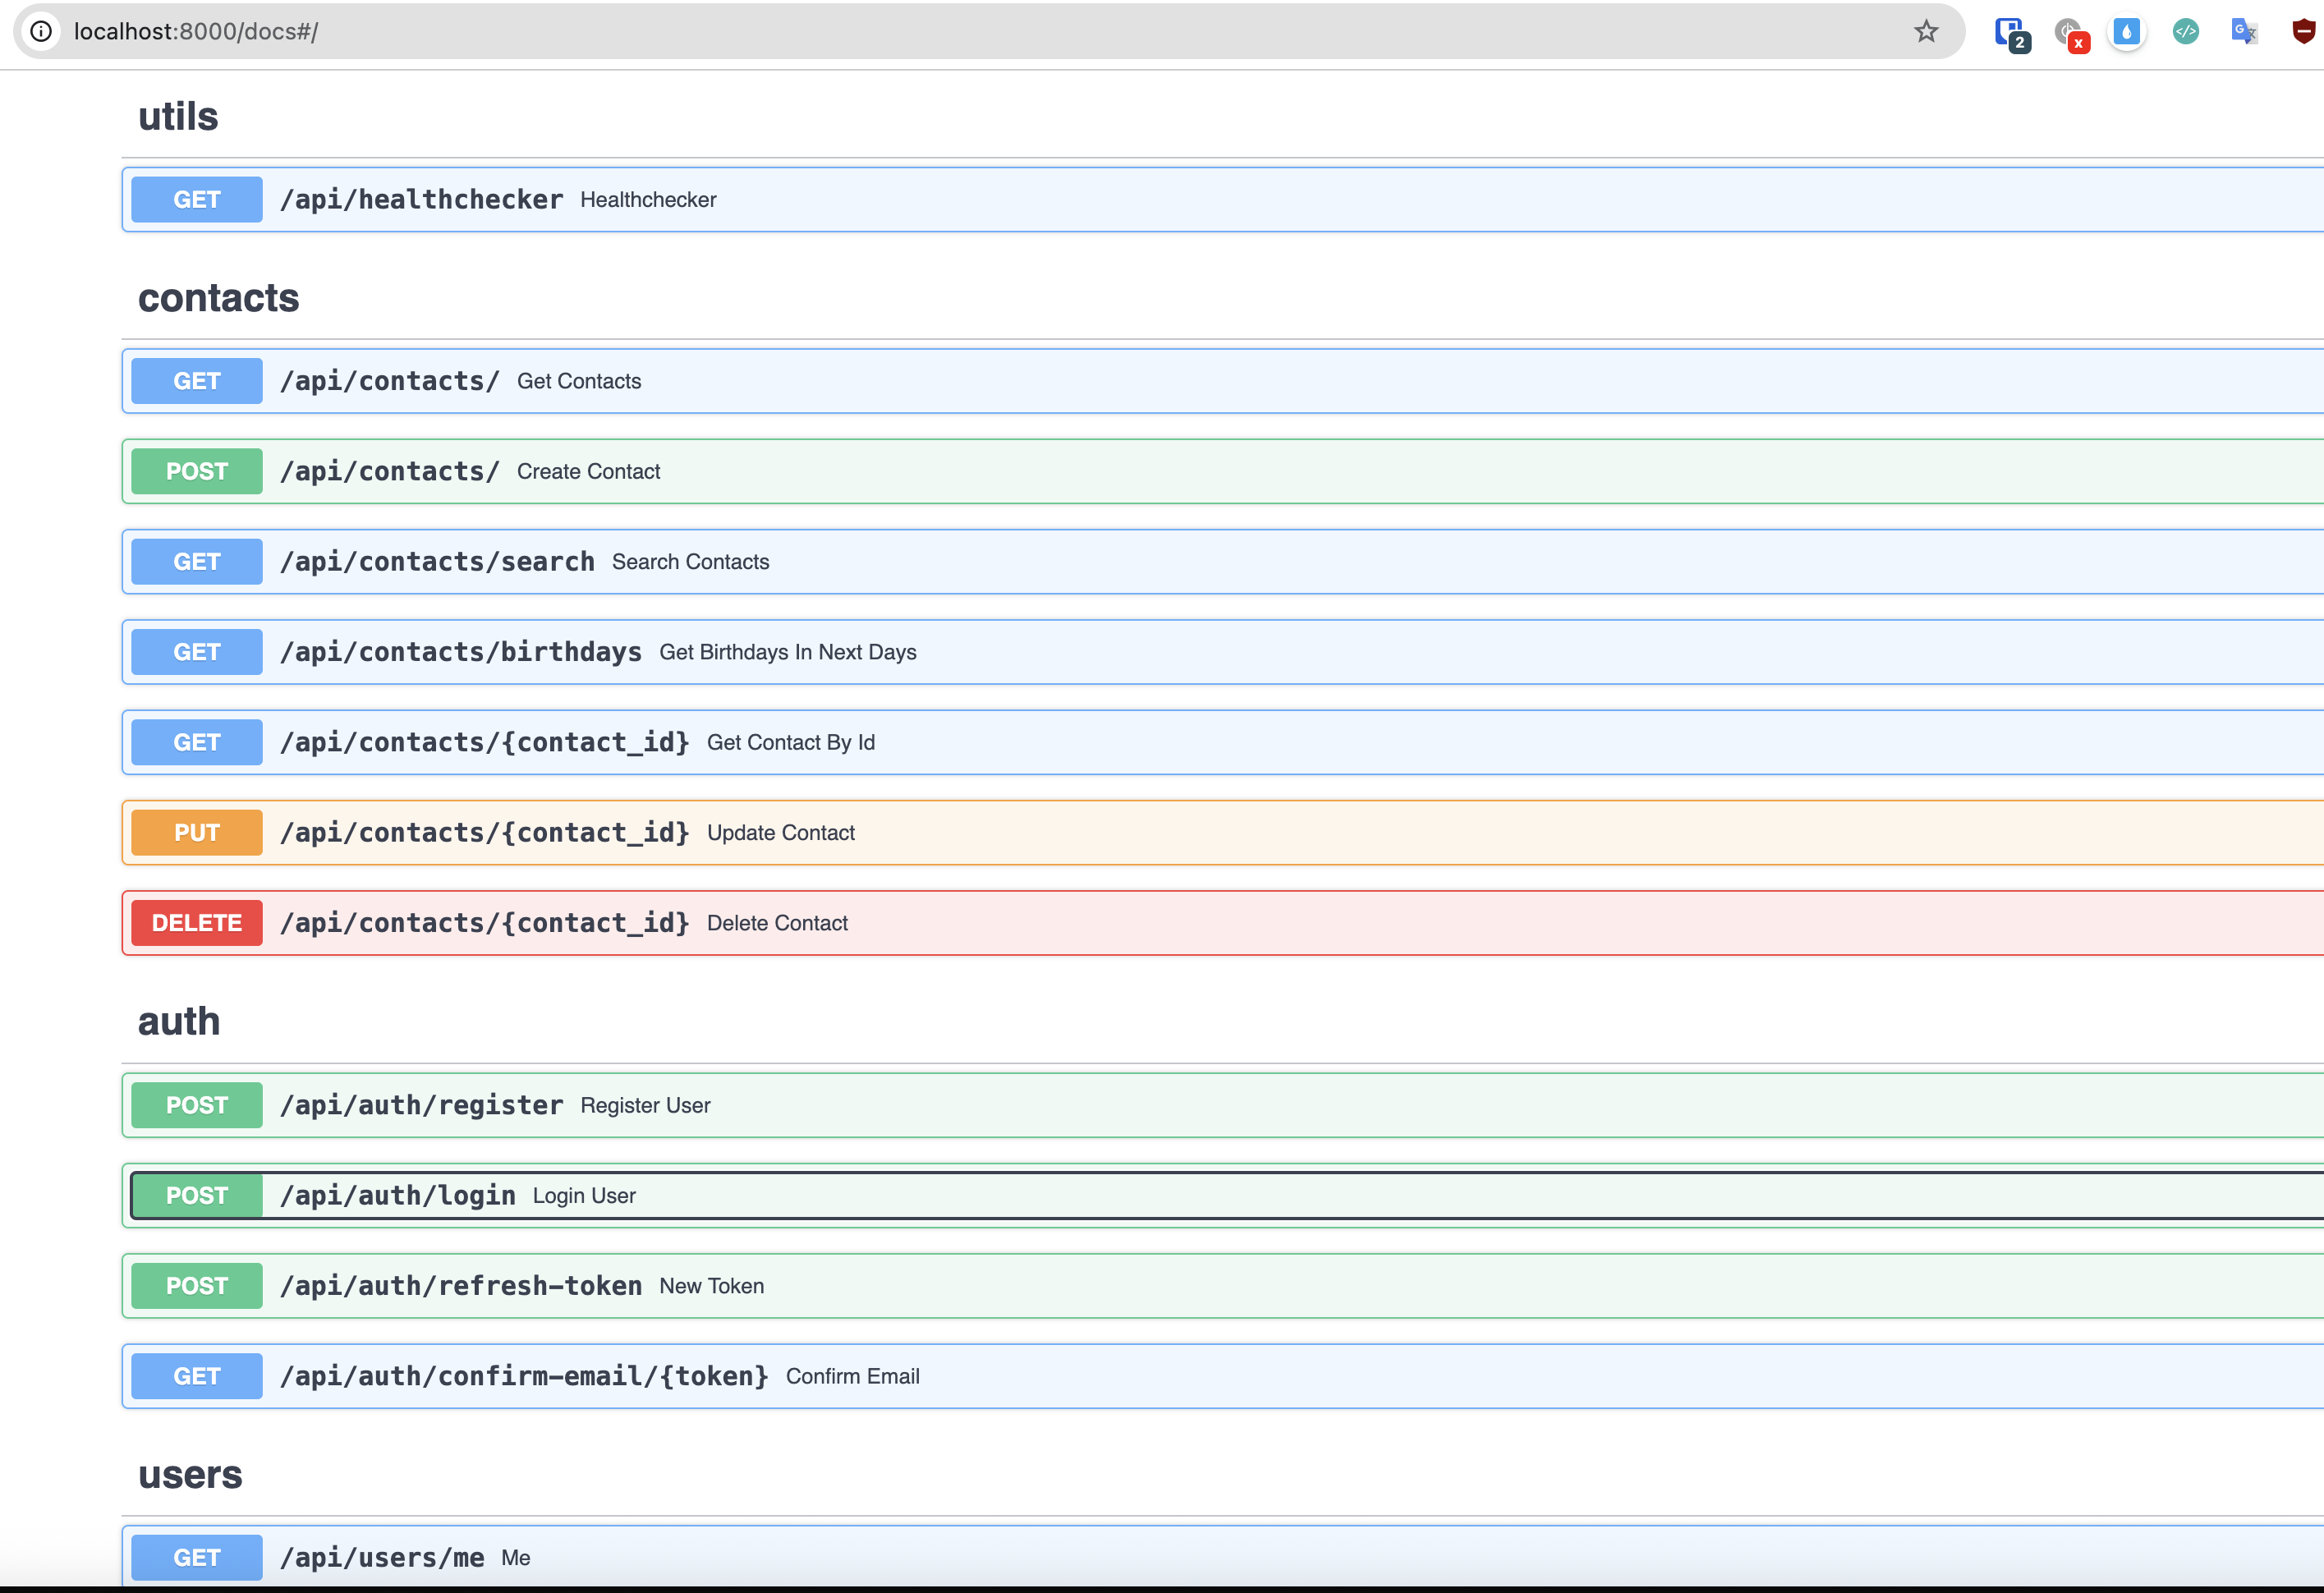 localhost:8000/docs#/
2
x
utils
GET /api/healthchecker Healthchecker
contacts
GET /api/contacts/ Get Contacts
POST /api/contacts/ Create Contact
GET /api/contacts/search Search Contacts
GET /api/contacts/birthdays Get Birthdays In Next Days
GET /api/contacts/{contact_id} Get Contact By Id
PUT /api/contacts/{contact_id} Update Contact
DELETE /api/contacts/{contact_id} Delete Contact
auth
POST /api/auth/register Register User
POST /api/auth/login Login User
POST /api/auth/refresh-token New Token
GET /api/auth/confirm-email/{token} Confirm Email
users
GET /api/users/me Me